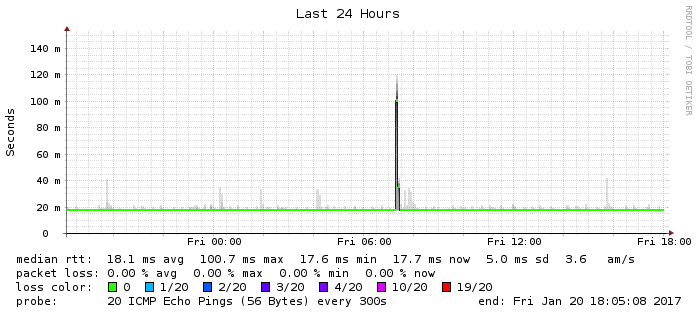 Last 24 Hours
RRDTOOL / TOBI OETIKER
Seconds
140 m
120 m
100 m
80 m
60 m
40 m
20 m
0
Fri 00:00 Fri 06:00 Fri 12:00 Fri 18:00
median rtt: 18.1 ms avg 100.7 ms max 17.6 ms min 17.7 ms now 5.0 ms sd 3.6 am/s
packet loss: 0.00 % avg 0.00 % max 0.00 % min 0.00 % now
loss color: 0 1/20 2/20 3/20 4/20 10/20 19/20
probe: 20 ICMP Echo Pings (56 Bytes) every 300s end: Fri Jan 20 18:05:08 2017